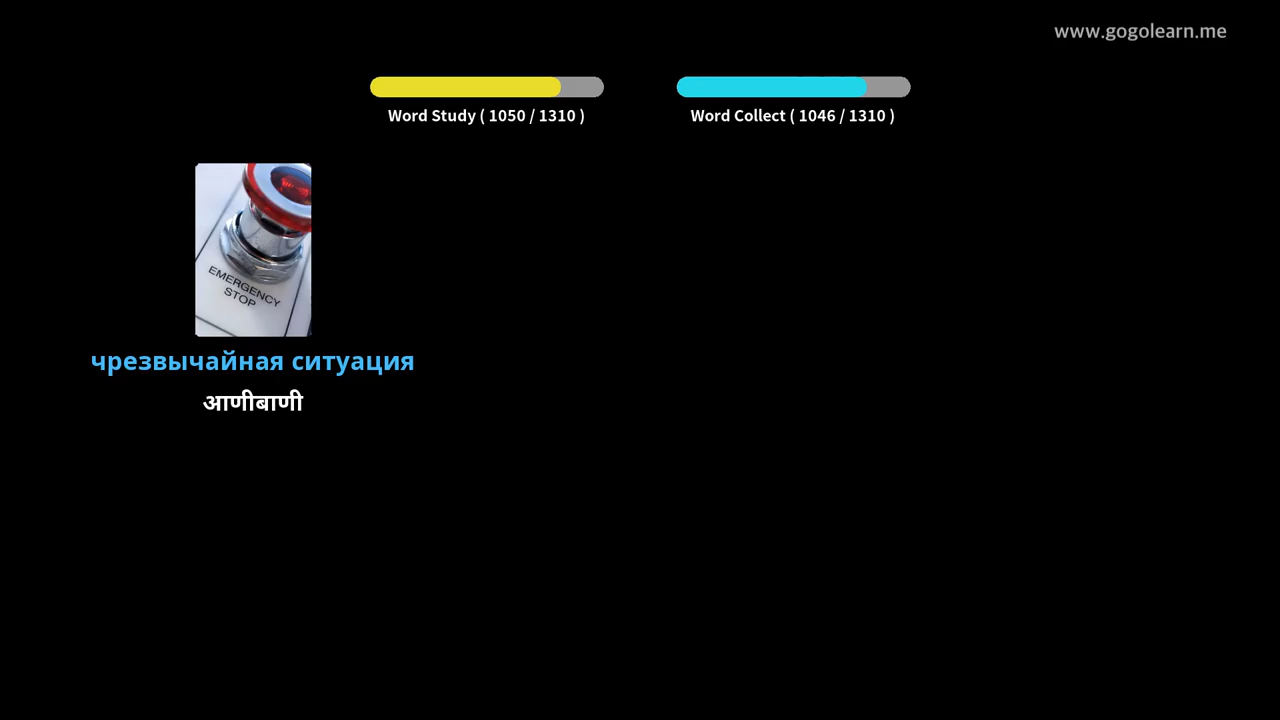 www.gogolearn.me
Word Study ( 1050 / 1310 )
Word Collect ( 1046 / 1310 )
EMERGENCY
STOP
чрезвычайная ситуация
आणीबाणी